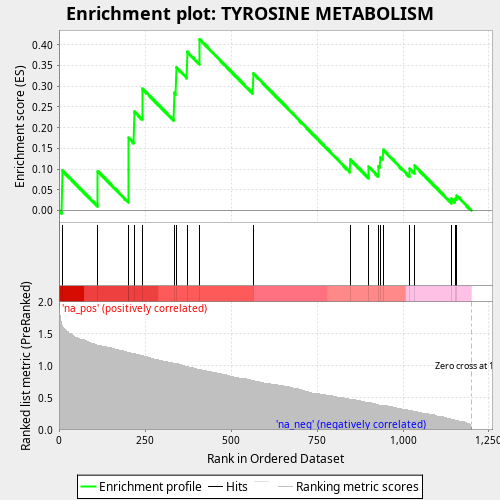 Enrichment plot: TYROSINE METABOLISM
Enrichment score (ES)
0.40
0.35
0.30
0.25
0.20
0.15
0.10
0.05
0.00
Ranked list metric (PreRanked)
2.0
1.5
1.0
0.5
0.0
'na_pos' (positively correlated)
Zero cross at 1
'na_neg' (negatively correlated)
0
250
500
750
1,000
1,250
Rank in Ordered Dataset
Enrichment profile
Hits
Ranking metric scores